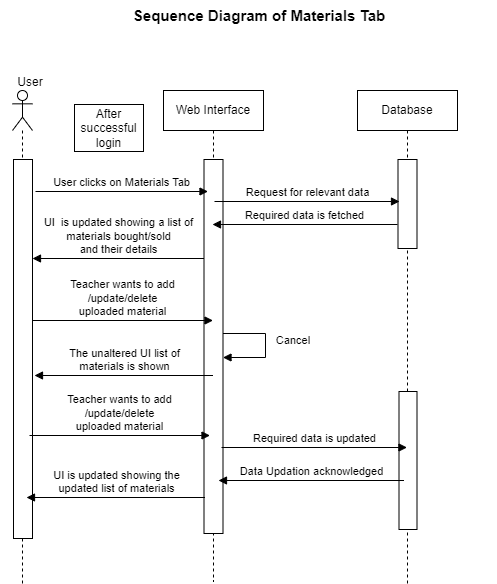 Sequence Diagram of Materials Tab
User
After
successful
login
Web Interface
Database
User clicks on Materials Tab
Request for relevant data
Required data is fetched
UI is updated showing a list of
materials bought/sold
and their details
Teacher wants to add
/update/delete
uploaded material
Cancel
The unaltered UI list of
materials is shown
Teacher wants to add
/update/delete
uploaded material
Required data is updated
Data Updation acknowledged
UI is updated showing the
updated list of materials